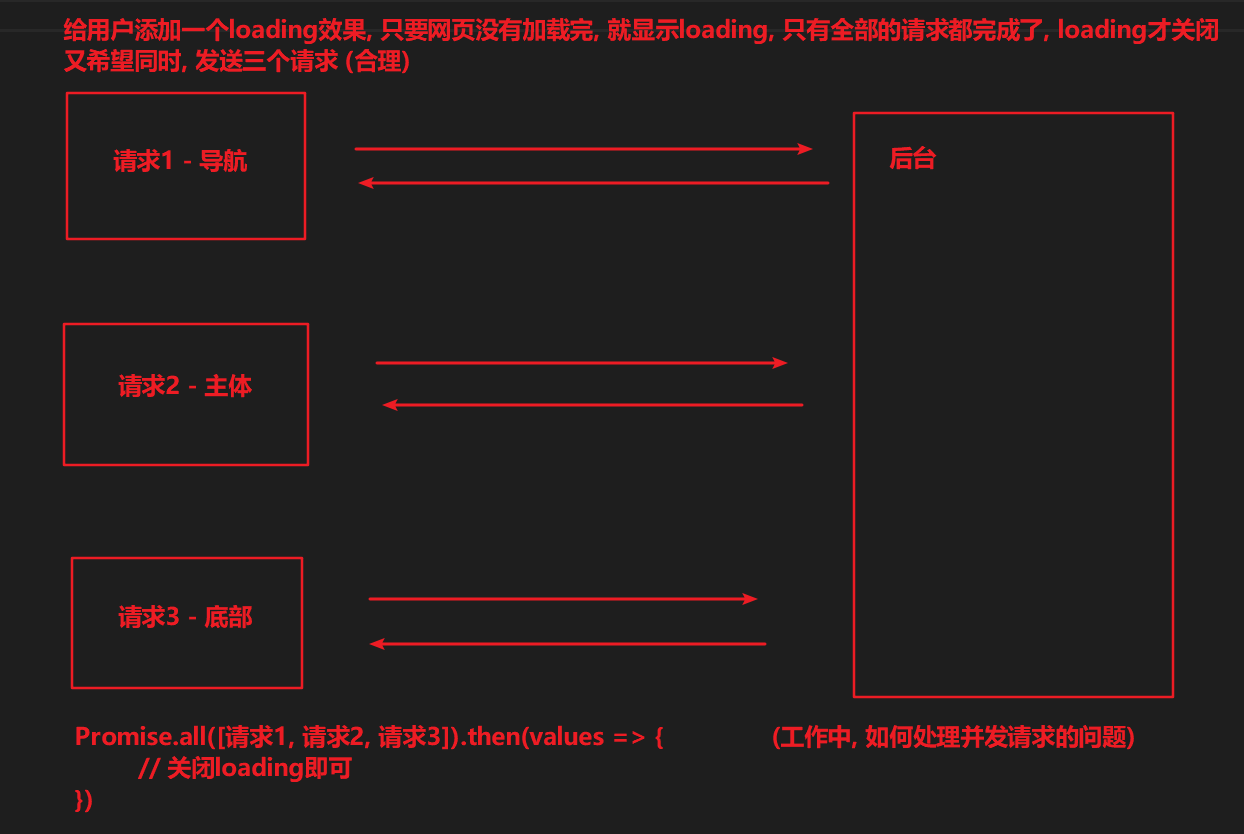 给用户添加一个loading效果, 只要网页没有加载完, 就显示loading, 只有全部的请求都完成了, loading才关闭
又希望同时, 发送三个请求 (合理)
请求1 - 导航
后台
请求2 - 主体
请求3 - 底部
Promise.all([请求1, 请求2, 请求3]).then(values => { (工作中, 如何处理并发请求的问题)
// 关闭loading即可
})